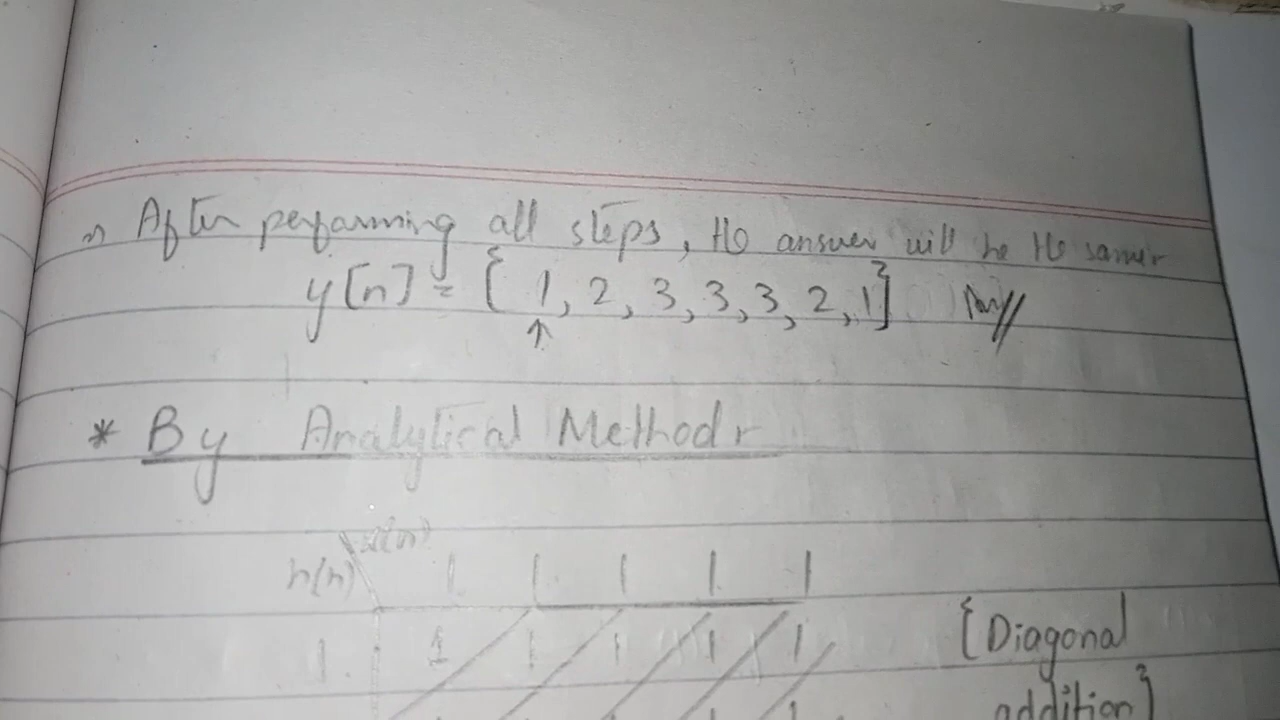 After performing all steps, the answer will be the same
y[n] = { 1, 2, 3, 3, 3, 2, 1}
↑
* By Analytical Method
x(n)
h(n) 1 1 1 1 1
1 1 1 1 1 1
{Diagonal
addition}